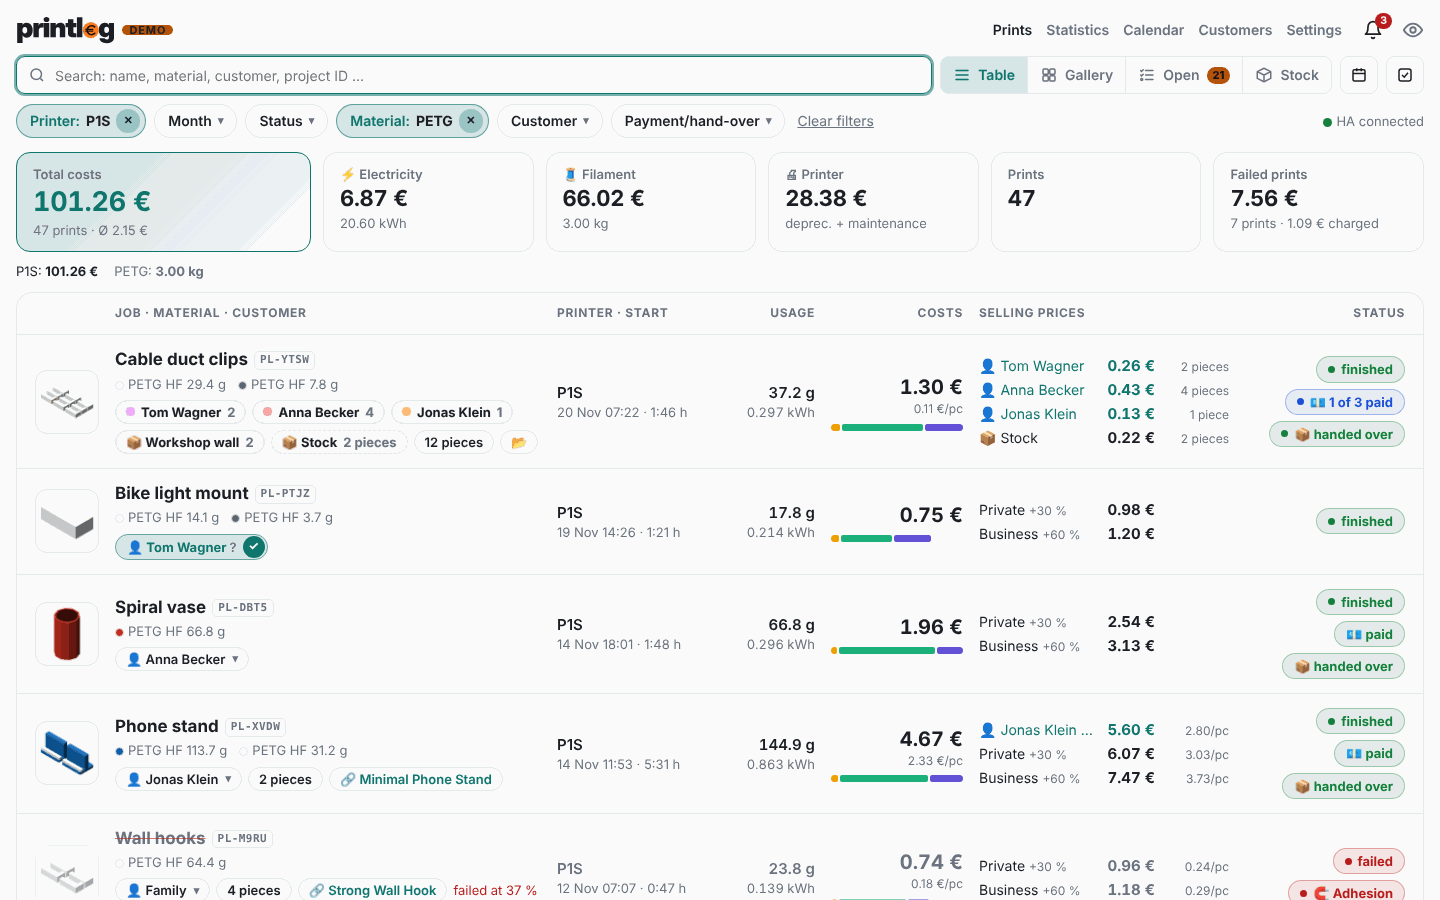 printl€g DEMO
Prints Statistics Calendar Customers Settings 3
Search: name, material, customer, project ID ...
Table Gallery Open 21 Stock
Printer: P1S × Month ▾ Status ▾ Material: PETG × Customer ▾ Payment/hand-over ▾ Clear filters
HA connected
Total costs
101.26 €
47 prints · Ø 2.15 €
⚡ Electricity
6.87 €
20.60 kWh
🧵 Filament
66.02 €
3.00 kg
🖨 Printer
28.38 €
deprec. + maintenance
Prints
47
Failed prints
7.56 €
7 prints · 1.09 € charged
P1S: 101.26 € PETG: 3.00 kg
JOB · MATERIAL · CUSTOMER PRINTER · START USAGE COSTS SELLING PRICES STATUS
Cable duct clips PL-YTSW
PETG HF 29.4 g PETG HF 7.8 g
Tom Wagner 2 Anna Becker 4 Jonas Klein 1
📦 Workshop wall 2 📦 Stock 2 pieces 12 pieces 📂
P1S
20 Nov 07:22 · 1:46 h
37.2 g
0.297 kWh
1.30 €
0.11 €/pc
👤 Tom Wagner 0.26 € 2 pieces
👤 Anna Becker 0.43 € 4 pieces
👤 Jonas Klein 0.13 € 1 piece
📦 Stock 0.22 € 2 pieces
finished
💶 1 of 3 paid
📦 handed over
Bike light mount PL-PTJZ
PETG HF 14.1 g PETG HF 3.7 g
👤 Tom Wagner ? ✓
P1S
19 Nov 14:26 · 1:21 h
17.8 g
0.214 kWh
0.75 €
Private +30 % 0.98 €
Business +60 % 1.20 €
finished
Spiral vase PL-DBT5
PETG HF 66.8 g
👤 Anna Becker ▾
P1S
14 Nov 18:01 · 1:48 h
66.8 g
0.296 kWh
1.96 €
Private +30 % 2.54 €
Business +60 % 3.13 €
finished
💶 paid
📦 handed over
Phone stand PL-XVDW
PETG HF 113.7 g PETG HF 31.2 g
👤 Jonas Klein ▾ 2 pieces 🔗 Minimal Phone Stand
P1S
14 Nov 11:53 · 5:31 h
144.9 g
0.863 kWh
4.67 €
2.33 €/pc
👤 Jonas Klein ... 5.60 € 2.80/pc
Private +30 % 6.07 € 3.03/pc
Business +60 % 7.47 € 3.73/pc
finished
💶 paid
📦 handed over
Wall hooks PL-M9RU
PETG HF 64.4 g
👤 Family ▾ 4 pieces 🔗 Strong Wall Hook failed at 37 %
P1S
12 Nov 07:07 · 0:47 h
23.8 g
0.139 kWh
0.74 €
0.18 €/pc
Private +30 % 0.96 € 0.24/pc
Business +60 % 1.18 € 0.29/pc
failed
🧲 Adhesion